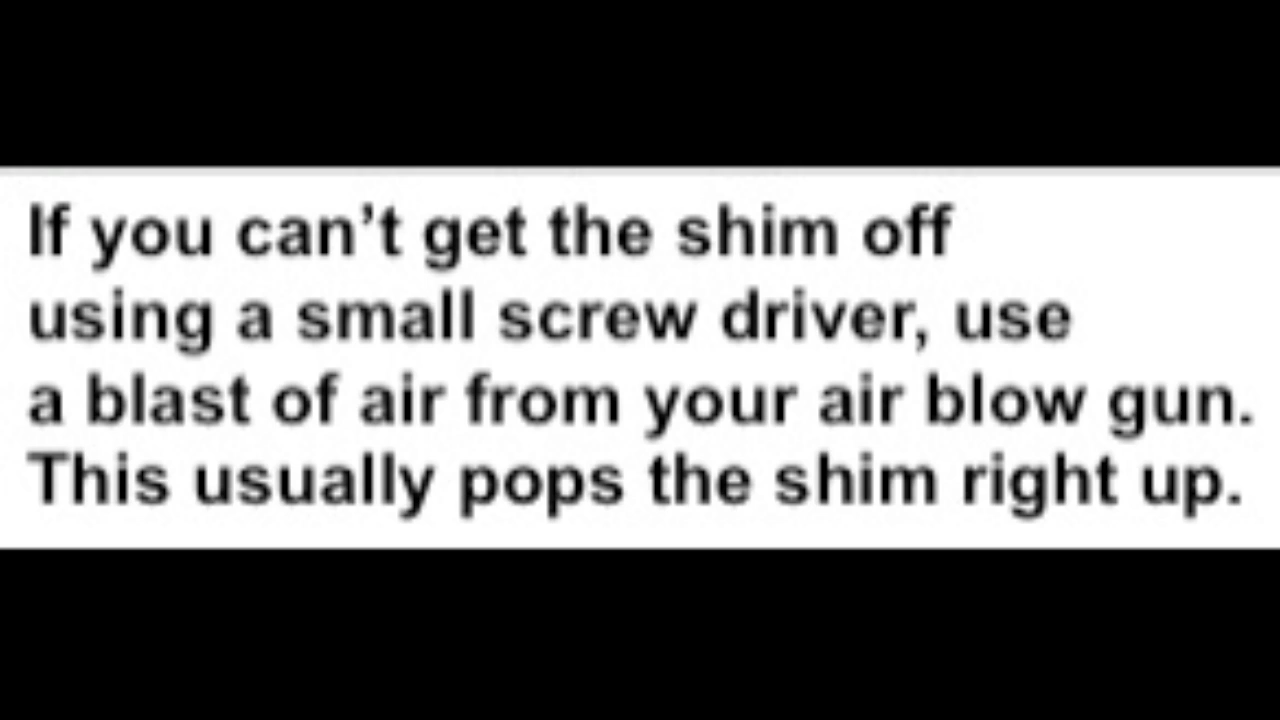 If you can’t get the shim off
using a small screw driver, use
a blast of air from your air blow gun.
This usually pops the shim right up.